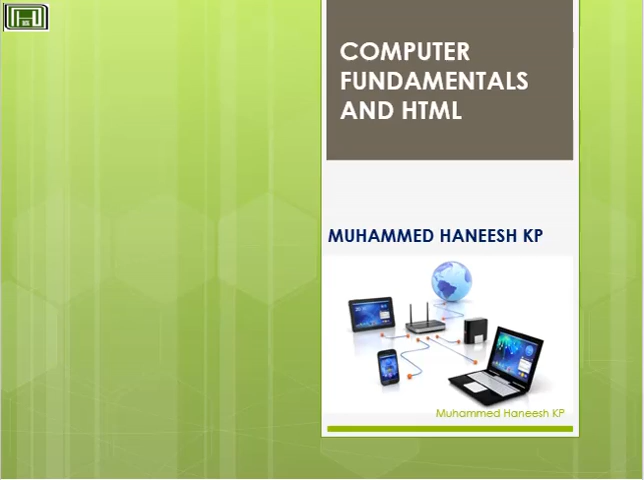 COMPUTER
FUNDAMENTALS
AND HTML
MUHAMMED HANEESH KP
Muhammed Haneesh KP